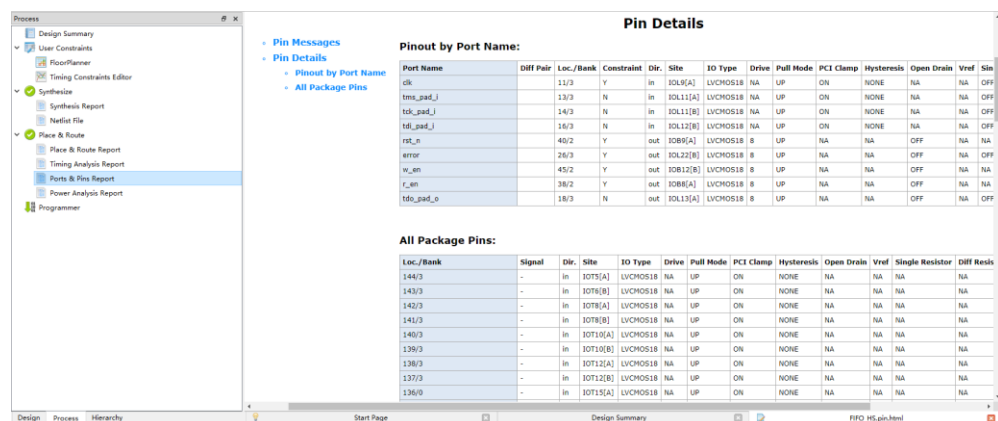 Process
Design Summary
User Constraints
FloorPlanner
Timing Constraints Editor
Synthesize
Synthesis Report
Netlist File
Place & Route
Place & Route Report
Timing Analysis Report
Ports & Pins Report
Power Analysis Report
Programmer
Design Process Hierarchy
Pin Messages
Pin Details
Pinout by Port Name
All Package Pins
Pin Details
Pinout by Port Name:
Port Name Diff Pair Loc./Bank Constraint Dir. Site IO Type Drive Pull Mode PCI Clamp Hysteresis Open Drain Vref Sin
clk 11/3 Y in IOL9[A] LVCMOS18 NA UP ON NONE NA NA OFF
tms_pad_i 13/3 N in IOL11[A] LVCMOS18 NA UP ON NONE NA NA OFF
tck_pad_i 14/3 N in IOL11[B] LVCMOS18 NA UP ON NONE NA NA OFF
tdi_pad_i 16/3 N in IOL12[B] LVCMOS18 NA UP ON NONE NA NA OFF
rst_n 40/2 Y out IOB9[A] LVCMOS18 8 UP NA NA OFF NA NA
error 26/3 Y out IOL22[B] LVCMOS18 8 UP NA NA OFF NA OFF
w_en 45/2 Y out IOB12[B] LVCMOS18 8 UP NA NA OFF NA NA
r_en 38/2 Y out IOB8[A] LVCMOS18 8 UP NA NA OFF NA NA
tdo_pad_o 18/3 N out IOL13[A] LVCMOS18 8 UP NA NA OFF NA OFF
All Package Pins:
Loc./Bank Signal Dir. Site IO Type Drive Pull Mode PCI Clamp Hysteresis Open Drain Vref Single Resistor Diff Resis
144/3 - in IOT5[A] LVCMOS18 NA UP ON NONE NA NA NA NA
143/3 - in IOT6[B] LVCMOS18 NA UP ON NONE NA NA NA NA
142/3 - in IOT8[A] LVCMOS18 NA UP ON NONE NA NA NA NA
141/3 - in IOT8[B] LVCMOS18 NA UP ON NONE NA NA NA NA
140/3 - in IOT10[A] LVCMOS18 NA UP ON NONE NA NA NA NA
139/3 - in IOT10[B] LVCMOS18 NA UP ON NONE NA NA NA NA
138/3 - in IOT12[A] LVCMOS18 NA UP ON NONE NA NA NA NA
137/3 - in IOT12[B] LVCMOS18 NA UP ON NONE NA NA NA NA
136/0 - in IOT15[A] LVCMOS18 NA UP ON NONE NA NA NA NA
Start Page Design Summary FIFO_HS.pin.html